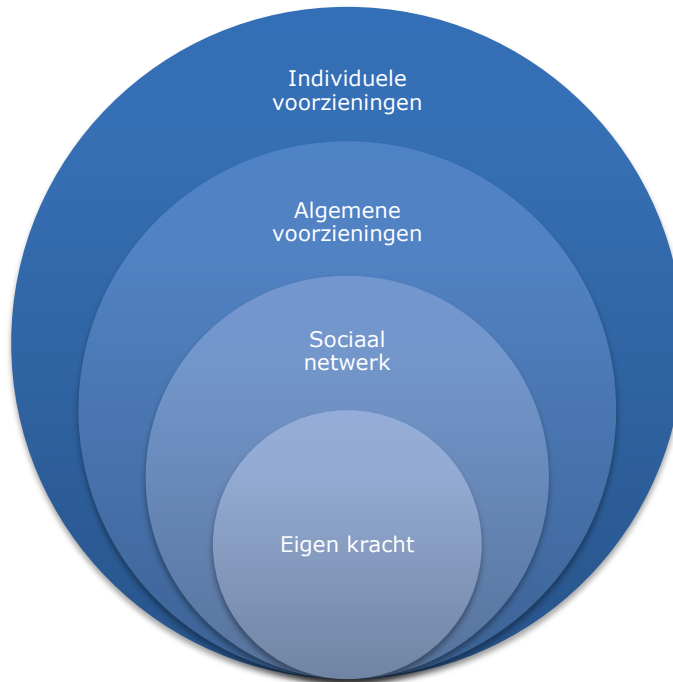 Individuele
voorzieningen
Algemene
voorzieningen
Sociaal
netwerk
Eigen kracht